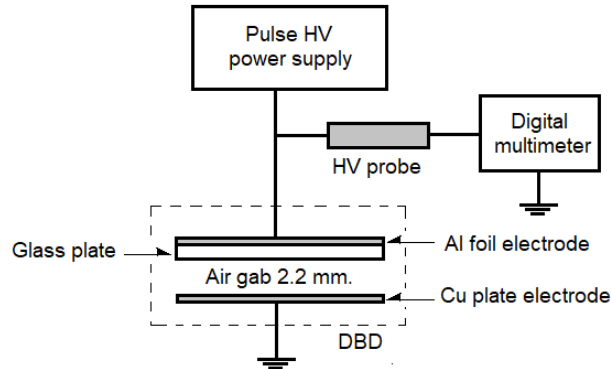 Pulse HV
power supply
Digital
multimeter
HV probe
Glass plate
Al foil electrode
Air gab 2.2 mm.
Cu plate electrode
DBD